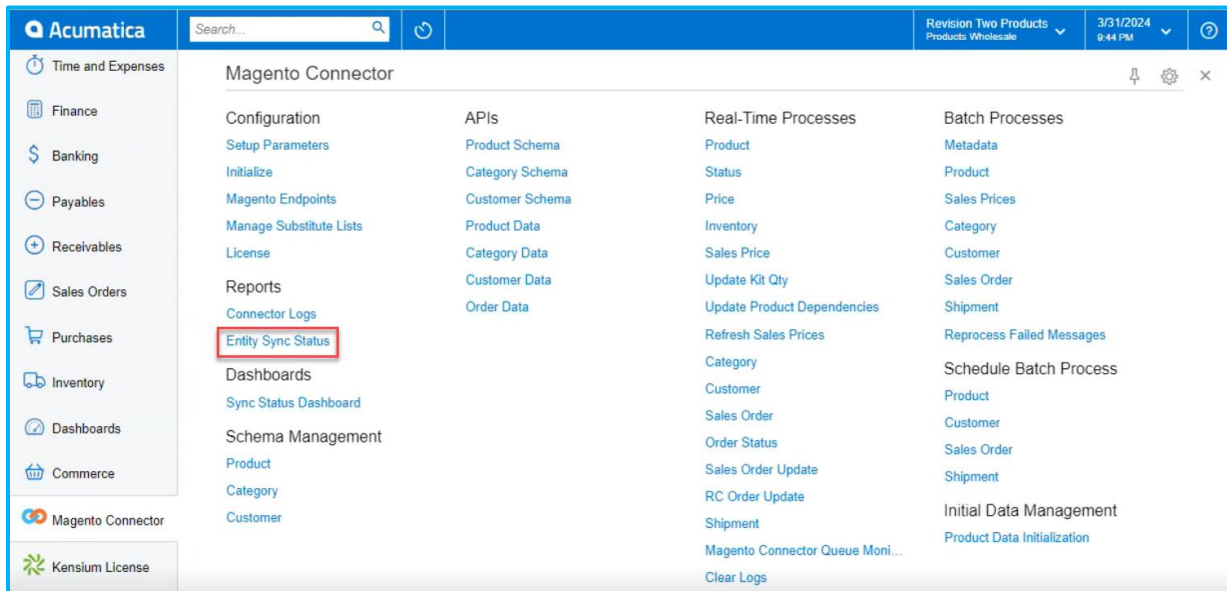 Acumatica
Search...
Revision Two Products
Products Wholesale
3/31/2024
9:44 PM
Time and Expenses
Finance
Banking
Payables
Receivables
Sales Orders
Purchases
Inventory
Dashboards
Commerce
Magento Connector
Kensium License
Magento Connector
Configuration
Setup Parameters
Initialize
Magento Endpoints
Manage Substitute Lists
License
Reports
Connector Logs
Entity Sync Status
Dashboards
Sync Status Dashboard
Schema Management
Product
Category
Customer
APIs
Product Schema
Category Schema
Customer Schema
Product Data
Category Data
Customer Data
Order Data
Real-Time Processes
Product
Status
Price
Inventory
Sales Price
Update Kit Qty
Update Product Dependencies
Refresh Sales Prices
Category
Customer
Sales Order
Order Status
Sales Order Update
RC Order Update
Shipment
Magento Connector Queue Moni...
Clear Logs
Batch Processes
Metadata
Product
Sales Prices
Category
Customer
Sales Order
Shipment
Reprocess Failed Messages
Schedule Batch Process
Product
Customer
Sales Order
Shipment
Initial Data Management
Product Data Initialization